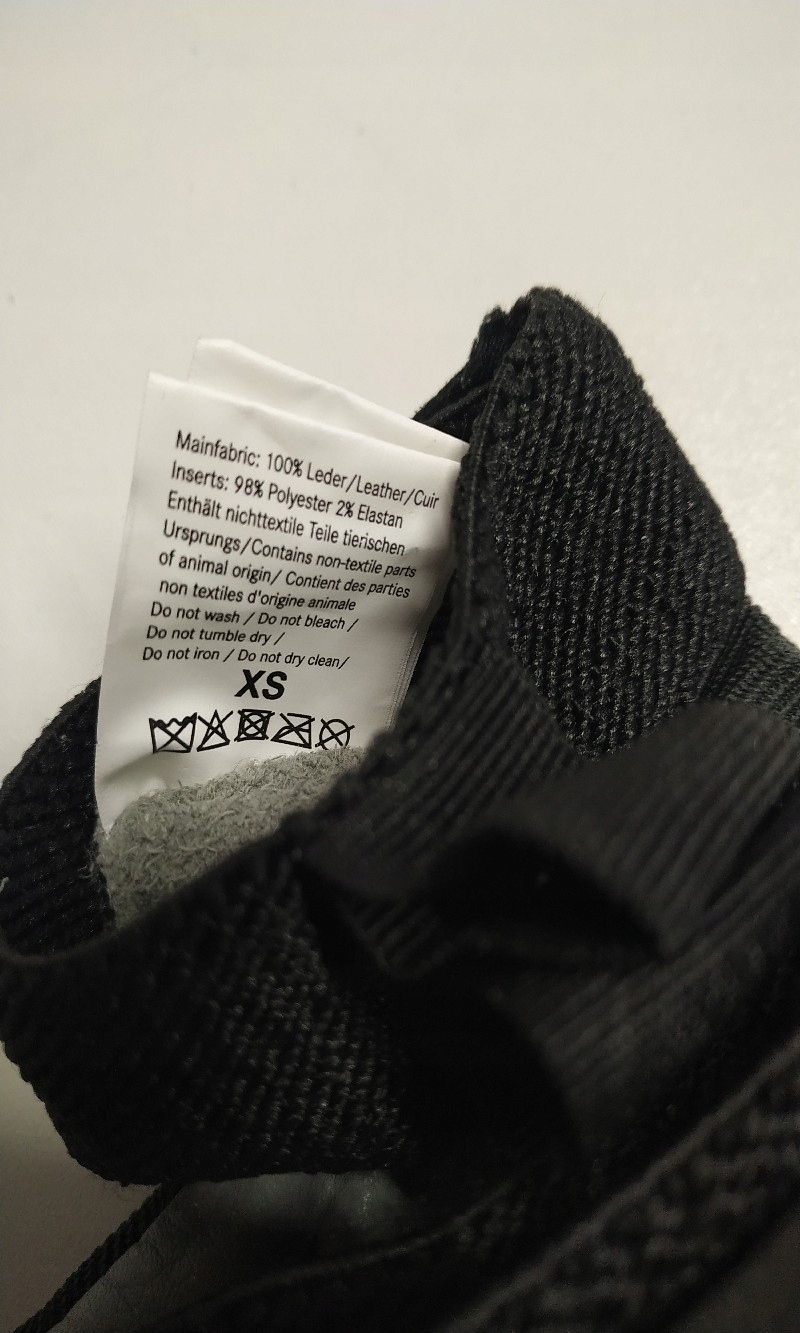 Mainfabric: 100% Leder/Leather/Cuir
Inserts: 98% Polyester 2% Elastan
Enthält nichttextile Teile tierischen
Ursprungs/Contains non-textile parts
of animal origin/ Contient des parties
non textiles d'origine animale
Do not wash / Do not bleach /
Do not tumble dry /
Do not iron / Do not dry clean/
XS